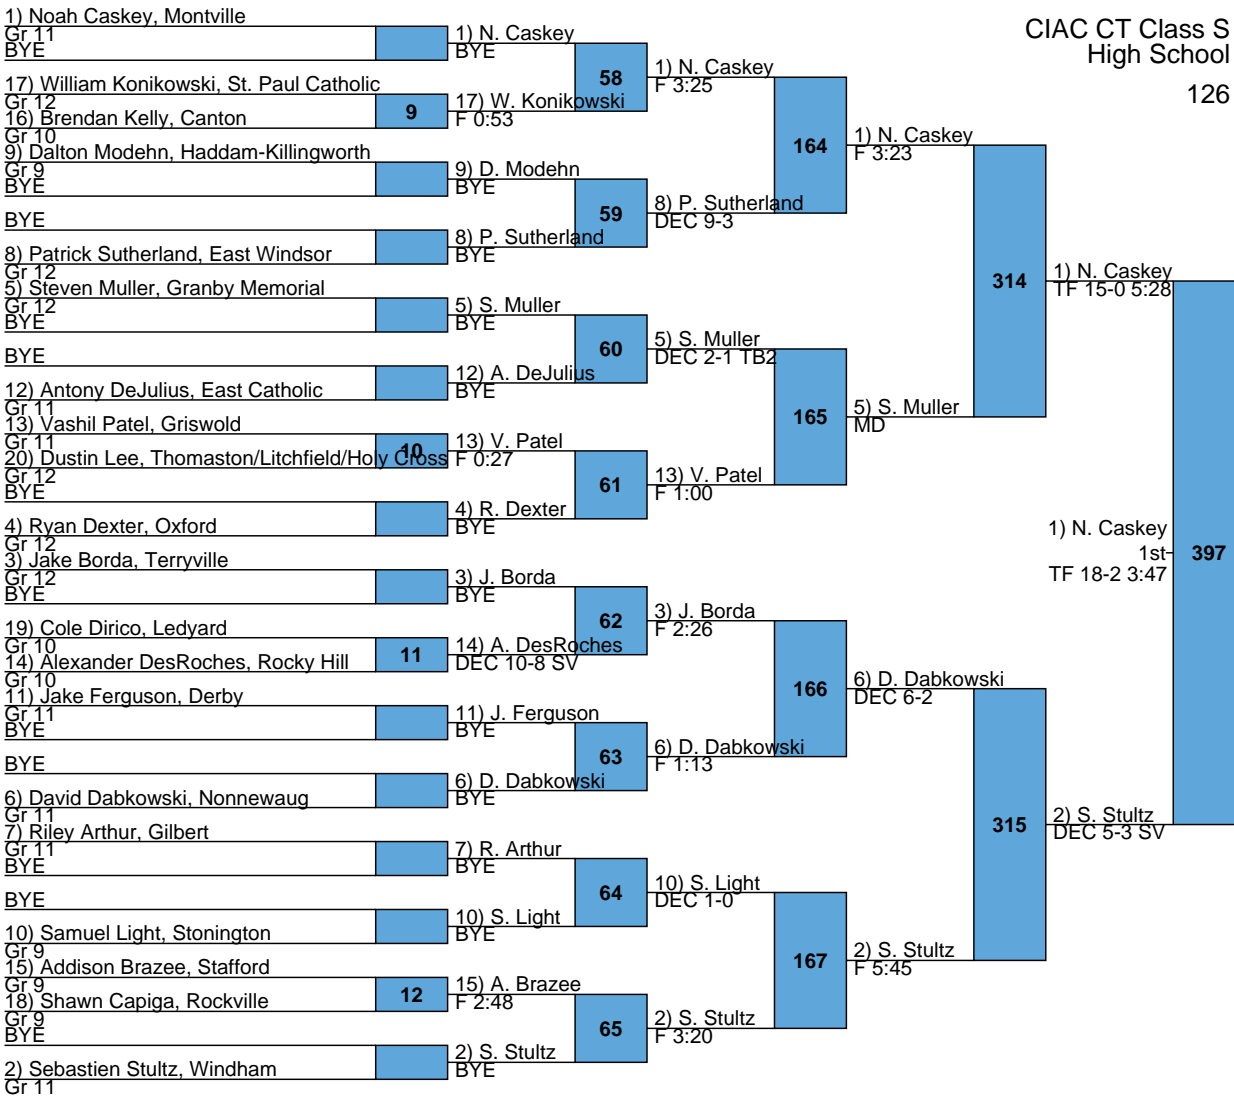 CIAC CT Class S
High School
126
1) Noah Caskey, Montville
Gr 11
BYE
17) William Konikowski, St. Paul Catholic
Gr 12
16) Brendan Kelly, Canton
Gr 10
9) Dalton Modehn, Haddam-Killingworth
Gr 9
BYE
BYE
8) Patrick Sutherland, East Windsor
Gr 12
5) Steven Muller, Granby Memorial
Gr 12
BYE
BYE
12) Antony DeJulius, East Catholic
Gr 11
13) Vashil Patel, Griswold
Gr 11
20) Dustin Lee, Thomaston/Litchfield/Holy Cross
Gr 12
BYE
4) Ryan Dexter, Oxford
Gr 12
3) Jake Borda, Terryville
Gr 12
BYE
19) Cole Dirico, Ledyard
Gr 10
14) Alexander DesRoches, Rocky Hill
Gr 10
11) Jake Ferguson, Derby
Gr 11
BYE
BYE
6) David Dabkowski, Nonnewaug
Gr 11
7) Riley Arthur, Gilbert
Gr 11
BYE
BYE
10) Samuel Light, Stonington
Gr 9
15) Addison Brazee, Stafford
Gr 9
18) Shawn Capiga, Rockville
Gr 9
BYE
2) Sebastien Stultz, Windham
Gr 11
9
10
11
12
1) N. Caskey
BYE
17) W. Konikowski
F 0:53
9) D. Modehn
BYE
8) P. Sutherland
BYE
5) S. Muller
BYE
12) A. DeJulius
BYE
13) V. Patel
F 0:27
4) R. Dexter
BYE
3) J. Borda
BYE
14) A. DesRoches
DEC 10-8 SV
11) J. Ferguson
BYE
6) D. Dabkowski
BYE
7) R. Arthur
BYE
10) S. Light
BYE
15) A. Brazee
F 2:48
2) S. Stultz
BYE
58
59
60
61
62
63
64
65
1) N. Caskey
F 3:25
8) P. Sutherland
DEC 9-3
5) S. Muller
DEC 2-1 TB2
13) V. Patel
F 1:00
3) J. Borda
F 2:26
6) D. Dabkowski
F 1:13
10) S. Light
DEC 1-0
2) S. Stultz
F 3:20
164
165
166
167
1) N. Caskey
F 3:23
5) S. Muller
MD
6) D. Dabkowski
DEC 6-2
2) S. Stultz
F 5:45
314
315
1) N. Caskey
TF 15-0 5:28
2) S. Stultz
DEC 5-3 SV
397
1) N. Caskey
1st
TF 18-2 3:47